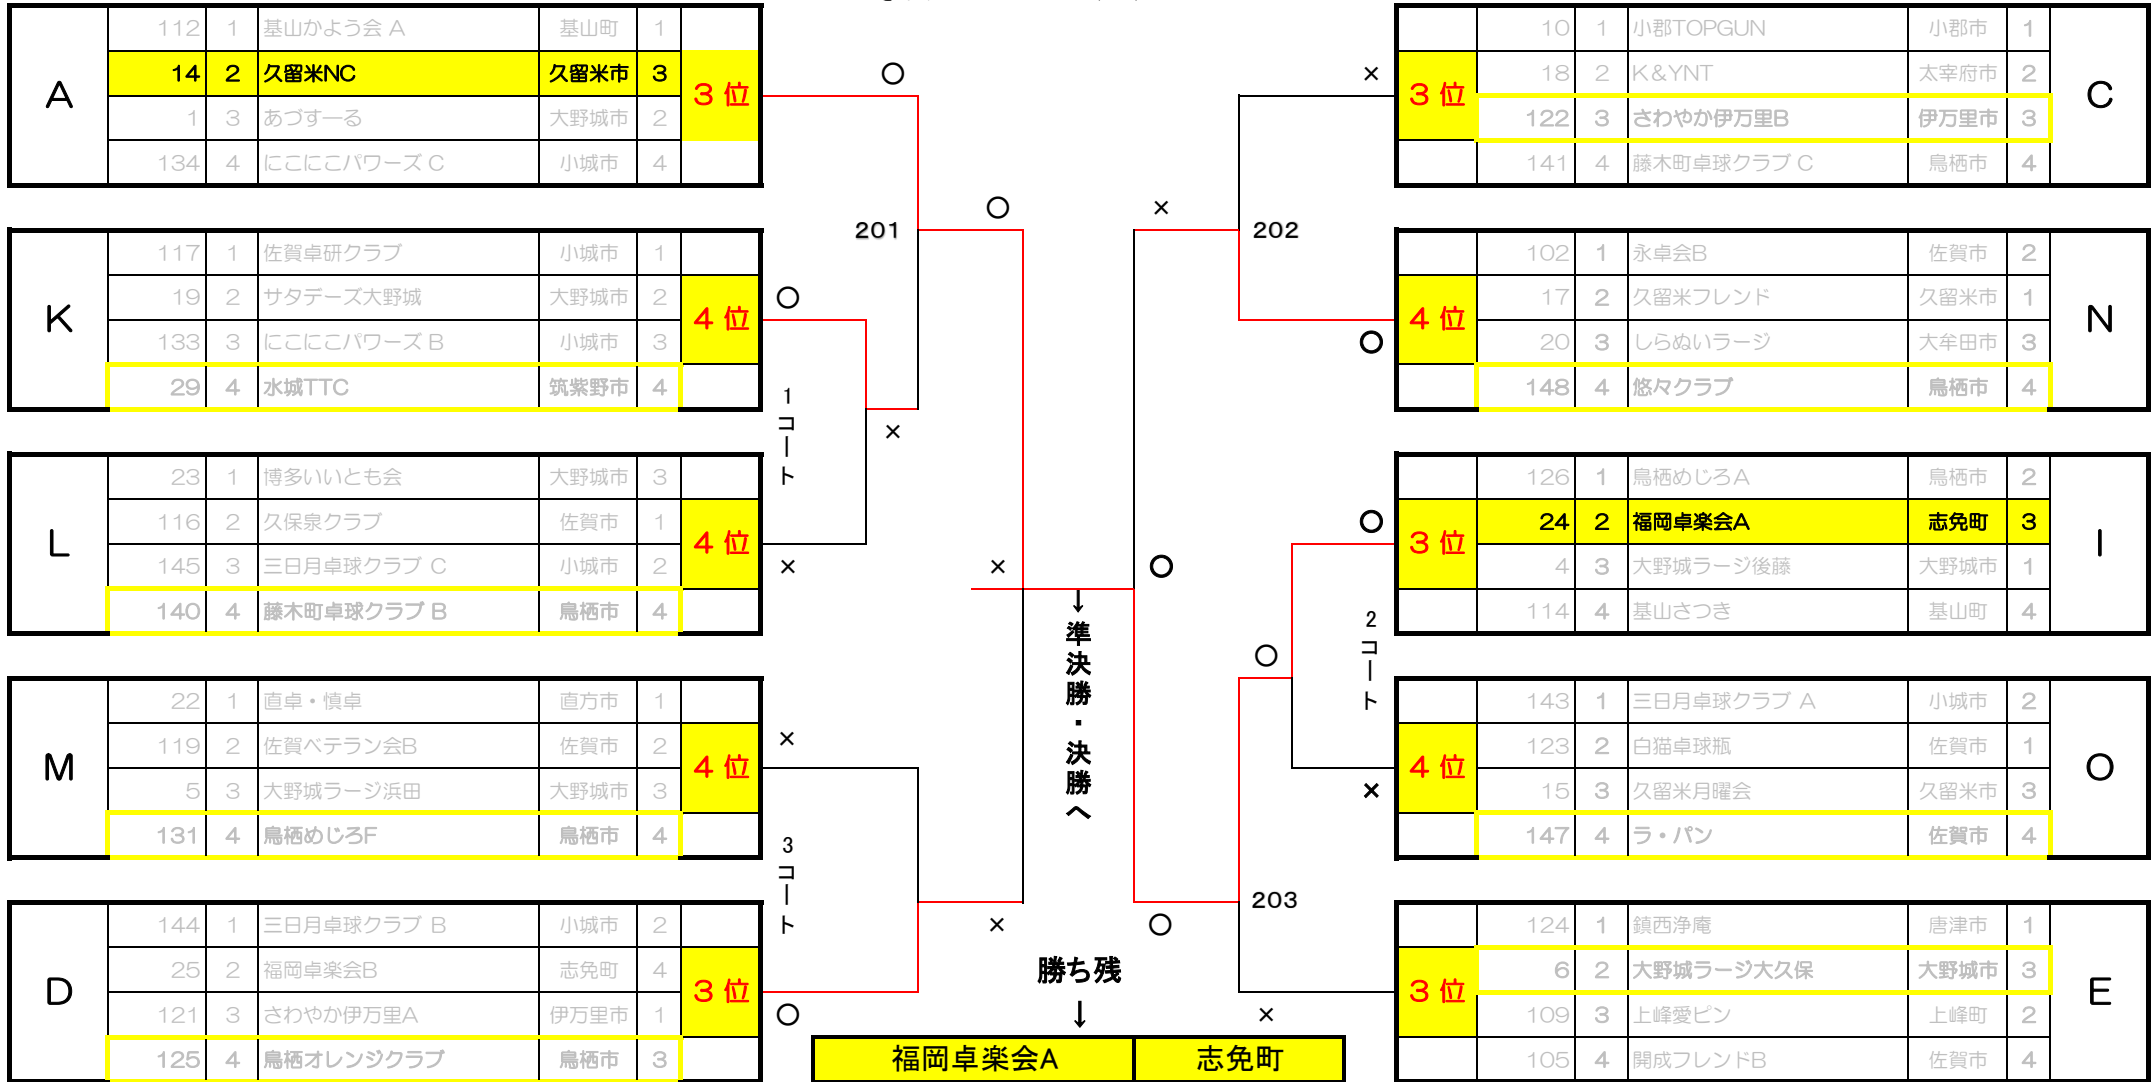 A
112 1 基山かよう会 A 基山町 1
14 2 久留米NC 久留米市 3
1 3 あづすーる 大野城市 2
134 4 にこにこパワーズ C 小城市 4
3 位
○
K
117 1 佐賀卓研クラブ 小城市 1
19 2 サタデーズ大野城 大野城市 2
133 3 にこにこパワーズ B 小城市 3
29 4 水城TTC 筑紫野市 4
4 位
○
201
○
1コート
×
L
23 1 博多いいとも会 大野城市 3
116 2 久保泉クラブ 佐賀市 1
145 3 三日月卓球クラブ C 小城市 2
140 4 藤木町卓球クラブ B 鳥栖市 4
4 位
×
×
M
22 1 直卓・慎卓 直方市 1
119 2 佐賀ベテラン会B 佐賀市 2
5 3 大野城ラージ浜田 大野城市 3
131 4 鳥栖めじろF 鳥栖市 4
4 位
×
3コート
D
144 1 三日月卓球クラブ B 小城市 2
25 2 福岡卓楽会B 志免町 4
121 3 さわやか伊万里A 伊万里市 1
125 4 鳥栖オレンジクラブ 鳥栖市 3
3 位
○
×
↓
準決勝・決勝へ
勝ち残
↓
福岡卓楽会A 志免町
×
3 位
10 1 小郡TOPGUN 小郡市 1
18 2 K&YNT 太宰府市 2
122 3 さわやか伊万里B 伊万里市 3
141 4 藤木町卓球クラブ C 鳥栖市 4
C
×
202
○
4 位
102 1 永卓会B 佐賀市 2
17 2 久留米フレンド 久留米市 1
20 3 しらぬいラージ 大牟田市 3
148 4 悠々クラブ 鳥栖市 4
N
○
○
3 位
126 1 鳥栖めじろA 鳥栖市 2
24 2 福岡卓楽会A 志免町 3
4 3 大野城ラージ後藤 大野城市 1
114 4 基山さつき 基山町 4
I
2コート
○
×
4 位
143 1 三日月卓球クラブ A 小城市 2
123 2 白猫卓球瓶 佐賀市 1
15 3 久留米月曜会 久留米市 3
147 4 ラ・パン 佐賀市 4
O
203
○
×
3 位
124 1 鎮西浄庵 唐津市 1
6 2 大野城ラージ大久保 大野城市 3
109 3 上峰愛ピン 上峰町 2
105 4 開成フレンドB 佐賀市 4
E